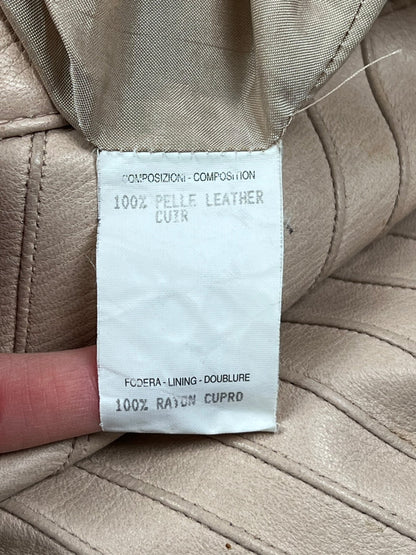 COMPOSIZIONI - COMPOSITION
100% PELLE LEATHER
CUIR
FODERA - LINING - DOUBLURE
100% RAYON CUPRO